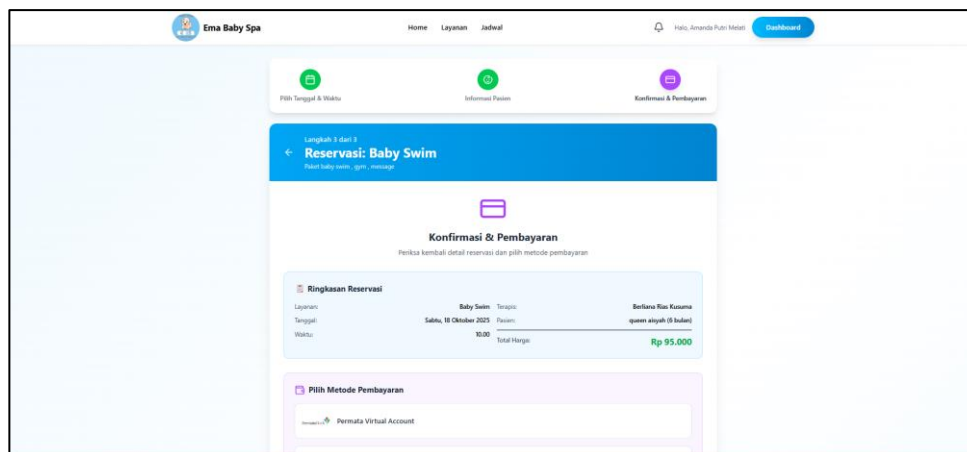 Ema Baby Spa
Home Layanan Jadwal
Halo, Amanda Putri Melati
Dashboard
Pilih Tanggal & Waktu
Informasi Pasien
Konfirmasi & Pembayaran
Langkah 3 dari 3
Reservasi: Baby Swim
Paket baby swim , gym , massage
Konfirmasi & Pembayaran
Periksa kembali detail reservasi dan pilih metode pembayaran
Ringkasan Reservasi
Layanan: Baby Swim
Tanggal: Sabtu, 18 Oktober 2025
Waktu: 10.00
Terapis: Berliana Rias Kusuma
Pasien: queen aisyah (6 bulan)
Total Harga: Rp 95.000
Pilih Metode Pembayaran
Permata Virtual Account